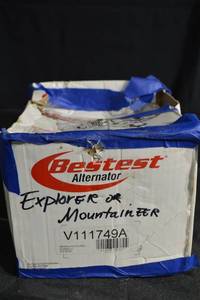 Bestest
Alternator
Explorer or
Mountaineer
V111749A